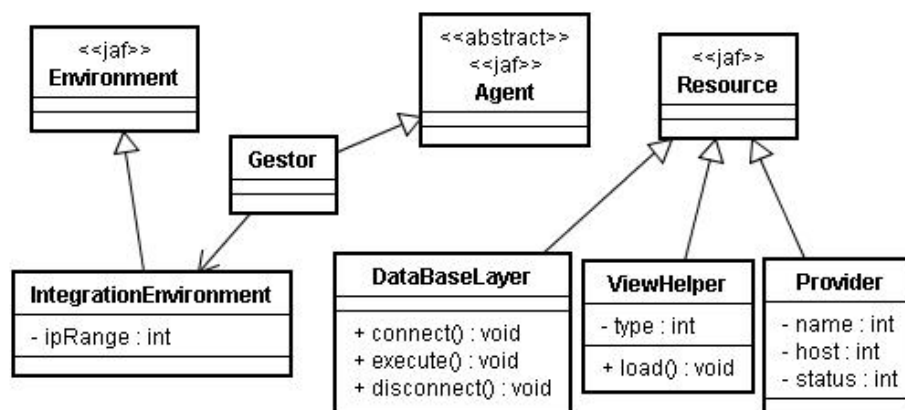 <<jaf>>
Environment
<<abstract>>
<<jaf>>
Agent
<<jaf>>
Resource
Gestor
IntegrationEnvironment
- ipRange : int
DataBaseLayer
+ connect() : void
+ execute() : void
+ disconnect() : void
ViewHelper
- type : int
+ load() : void
Provider
- name : int
- host : int
- status : int